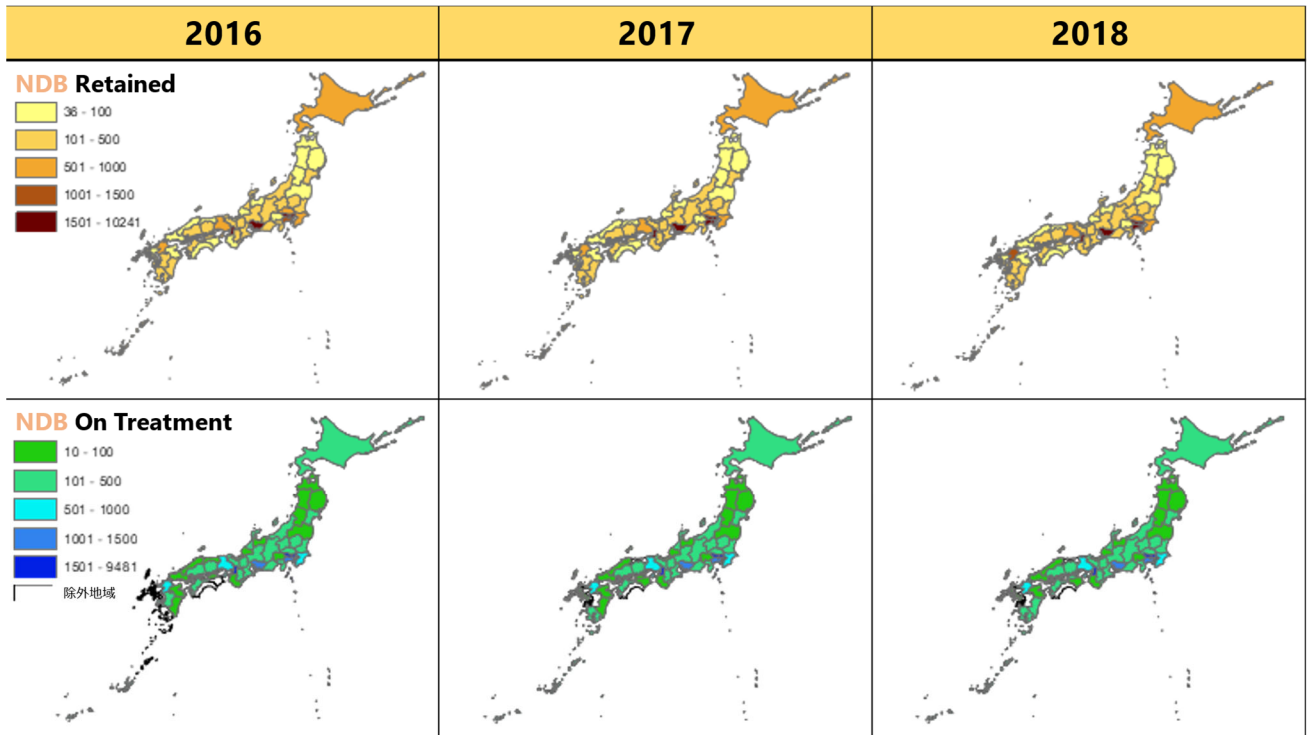 2016 2017 2018
NDB Retained
36 - 100
101 - 500
501 - 1000
1001 - 1500
1501 - 10241
NDB On Treatment
10 - 100
101 - 500
501 - 1000
1001 - 1500
1501 - 9481
除外地域